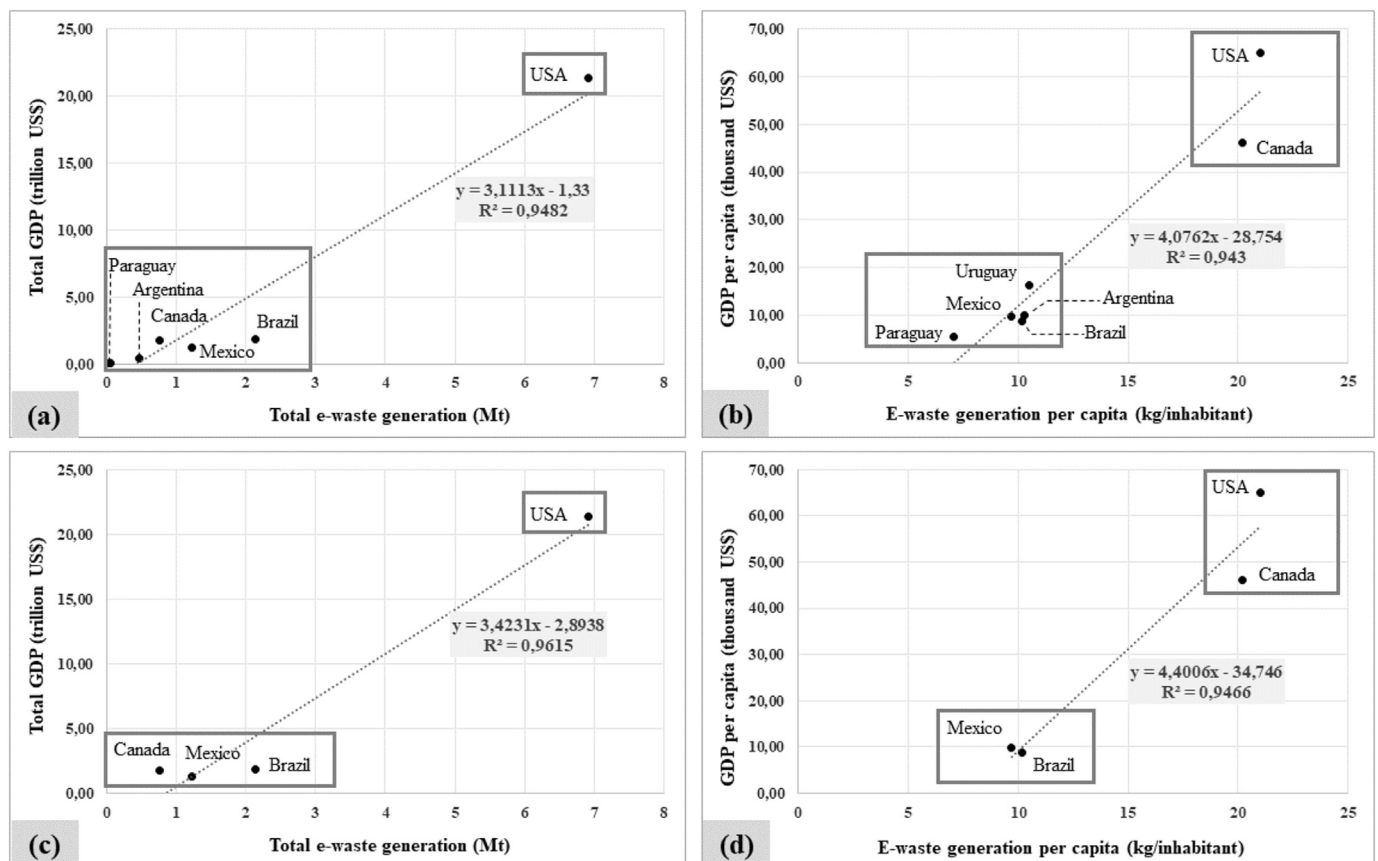 Total GDP (trillion US$)
25,00
20,00
15,00
10,00
5,00
0,00
USA
y = 3,1113x - 1,33
R² = 0,9482
Paraguay
Argentina
Canada
Brazil
Mexico
0 1 2 3 4 5 6 7 8
(a)
Total e-waste generation (Mt)
GDP per capita (thousand US$)
70,00
60,00
50,00
40,00
30,00
20,00
10,00
0,00
USA
Canada
y = 4,0762x - 28,754
R² = 0,943
Uruguay
Mexico
Argentina
Paraguay
Brazil
0 5 10 15 20 25
(b)
E-waste generation per capita (kg/inhabitant)
Total GDP (trillion US$)
25,00
20,00
15,00
10,00
5,00
0,00
USA
y = 3,4231x - 2,8938
R² = 0,9615
Canada
Mexico
Brazil
0 1 2 3 4 5 6 7 8
(c)
Total e-waste generation (Mt)
GDP per capita (thousand US$)
70,00
60,00
50,00
40,00
30,00
20,00
10,00
0,00
USA
Canada
y = 4,4006x - 34,746
R² = 0,9466
Mexico
Brazil
0 5 10 15 20 25
(d)
E-waste generation per capita (kg/inhabitant)